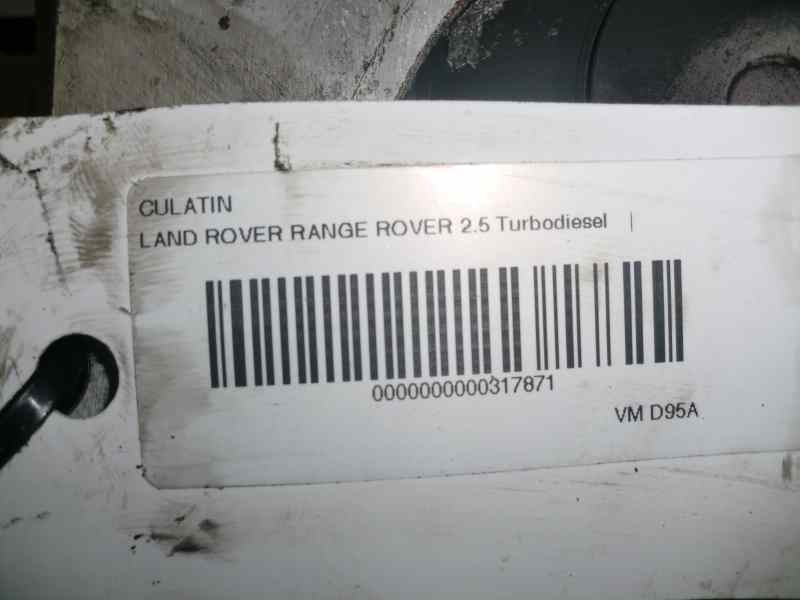 CULATIN
LAND ROVER RANGE ROVER 2.5 Turbodiesel |
0000000000317871
VM D95A